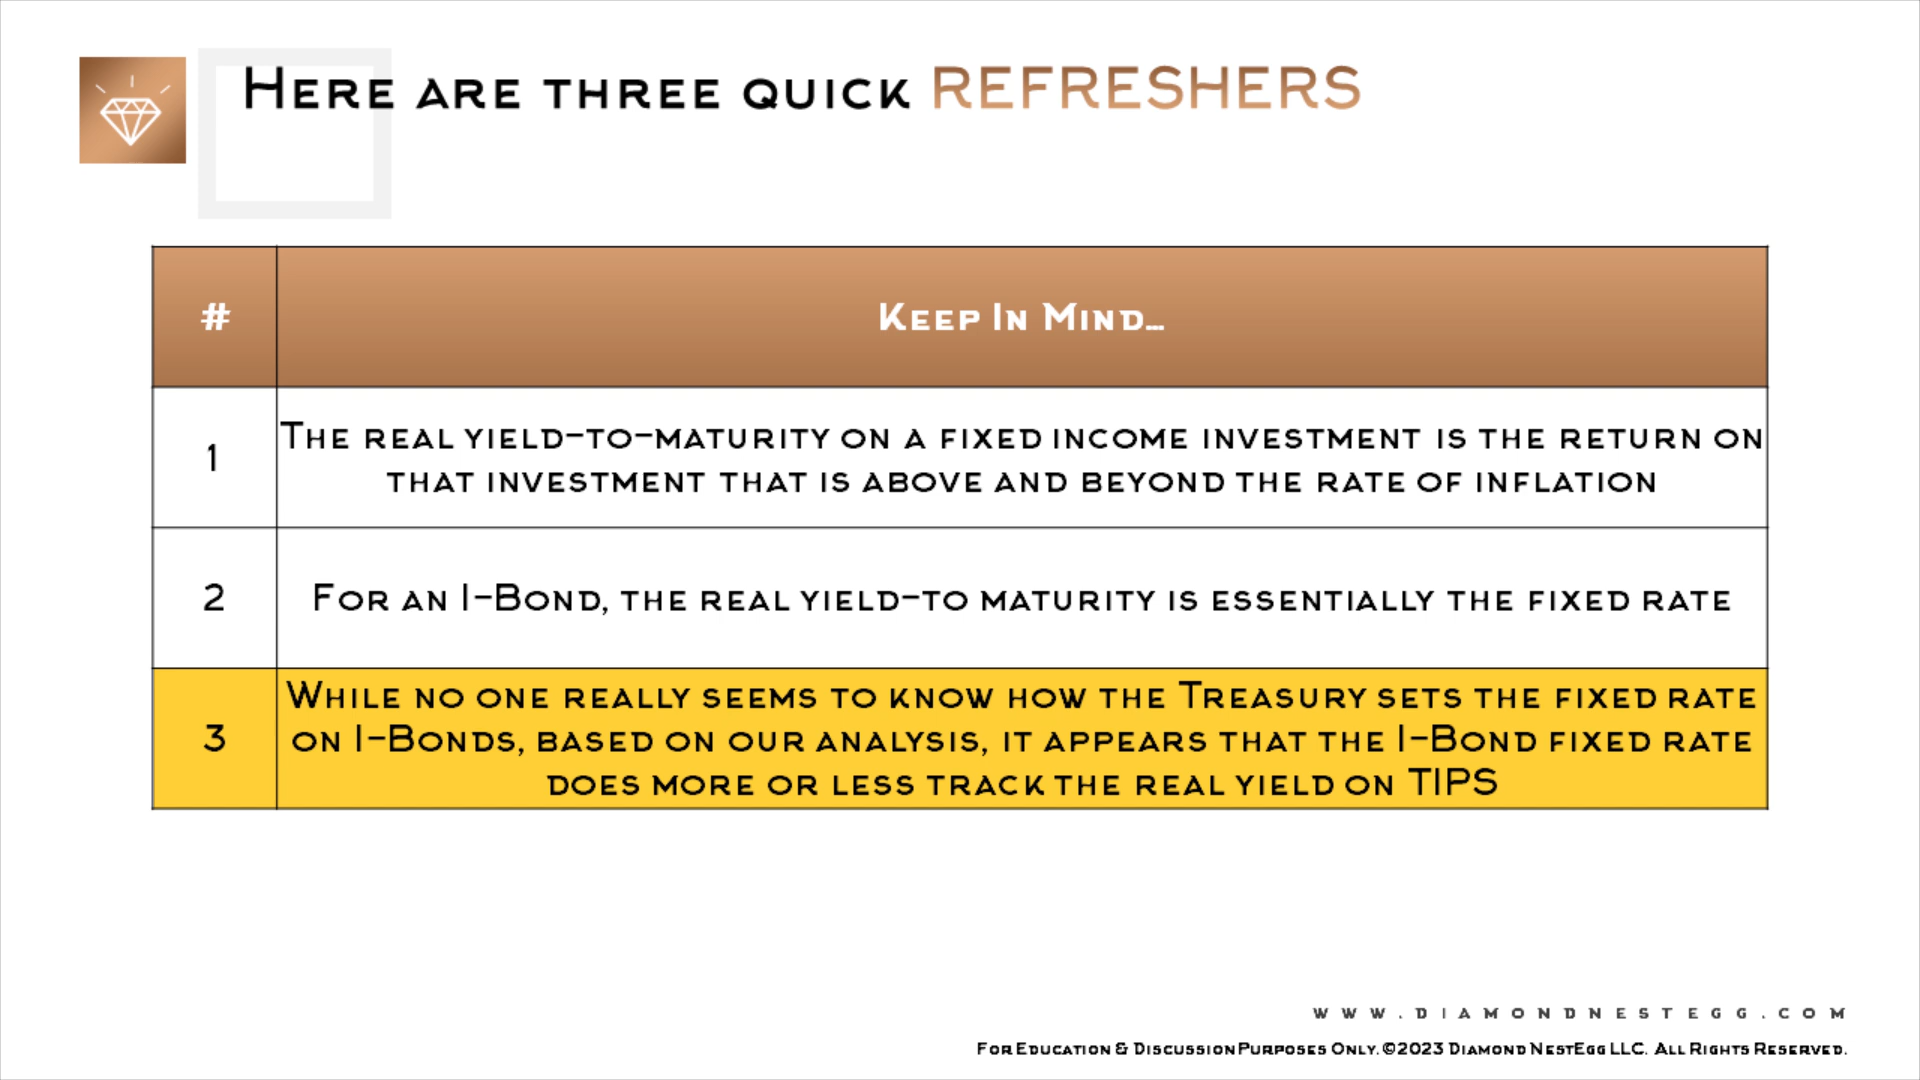 Here are three quick REFRESHERS
#
Keep In Mind...
1
The real yield-to-maturity on a fixed income investment is the return on
that investment that is above and beyond the rate of inflation
2
For an I-Bond, the real yield-to maturity is essentially the fixed rate
3
While no one really seems to know how the Treasury sets the fixed rate
on I-Bonds, based on our analysis, it appears that the I-Bond fixed rate
does more or less track the real yield on TIPS
www.diamondnestegg.com
For Education & Discussion Purposes Only. ©2023 Diamond NestEgg LLC. All Rights Reserved.